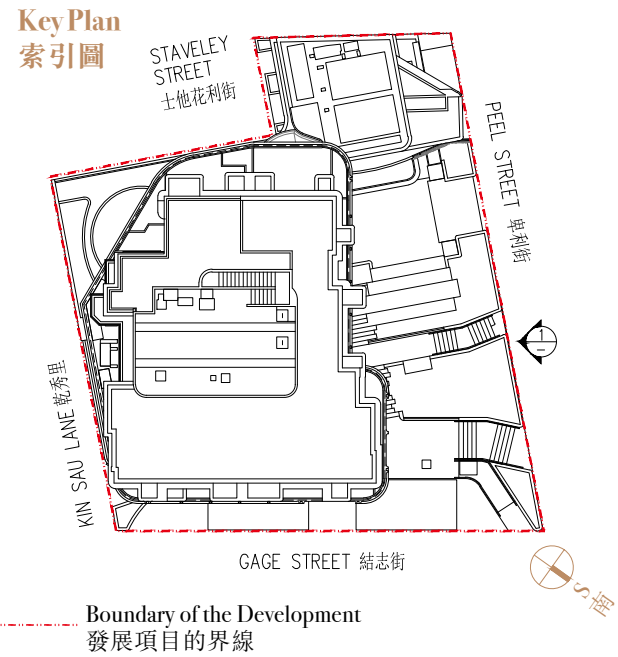 Key Plan
索引圖
STAVELEY
STREET
士他花利街
PEEL STREET 卑利街
1
KIN SAU LANE 乾秀里
GAGE STREET 結志街
S 南
Boundary of the Development
發展項目的界線